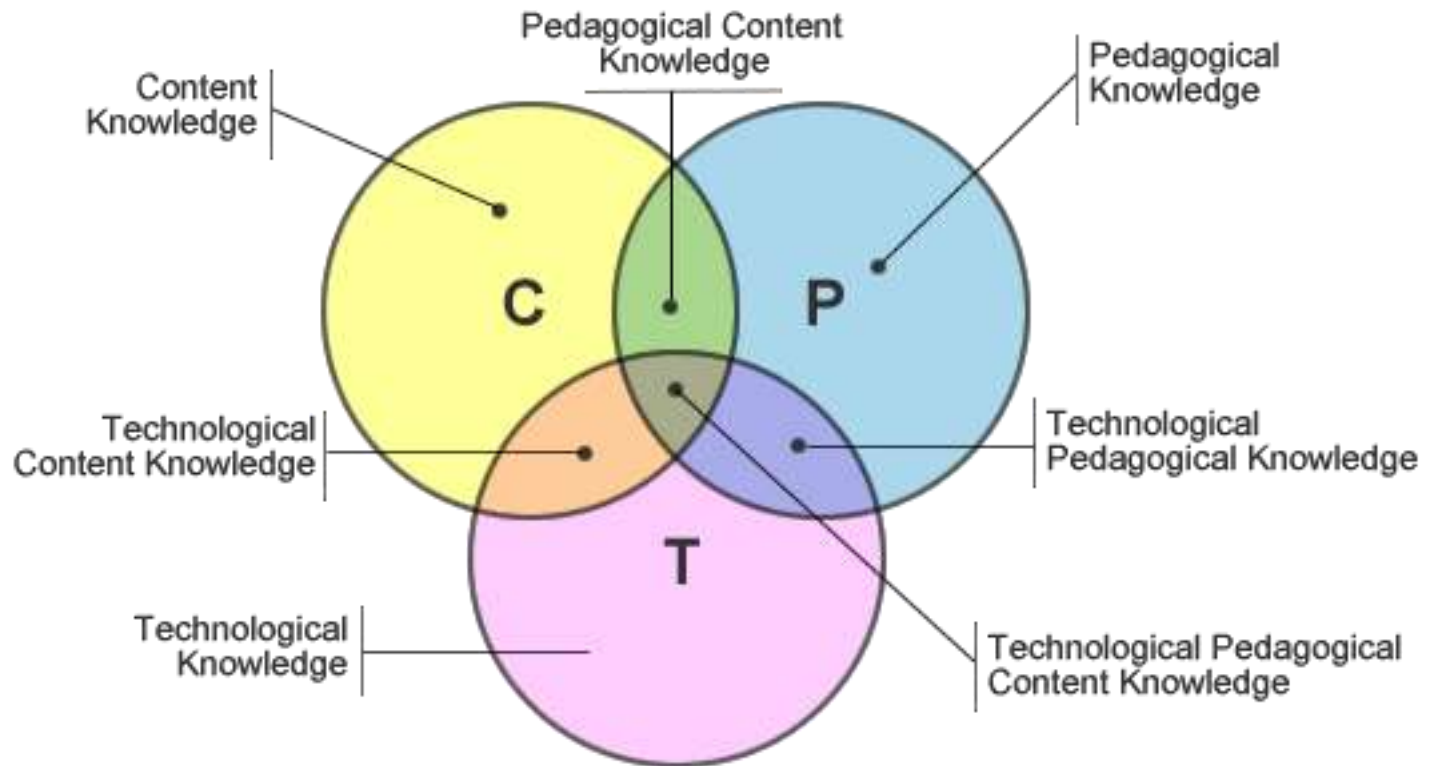 Pedagogical Content
Knowledge
Content
Knowledge
Pedagogical
Knowledge
C
P
Technological
Content Knowledge
Technological
Pedagogical Knowledge
T
Technological
Knowledge
Technological Pedagogical
Content Knowledge